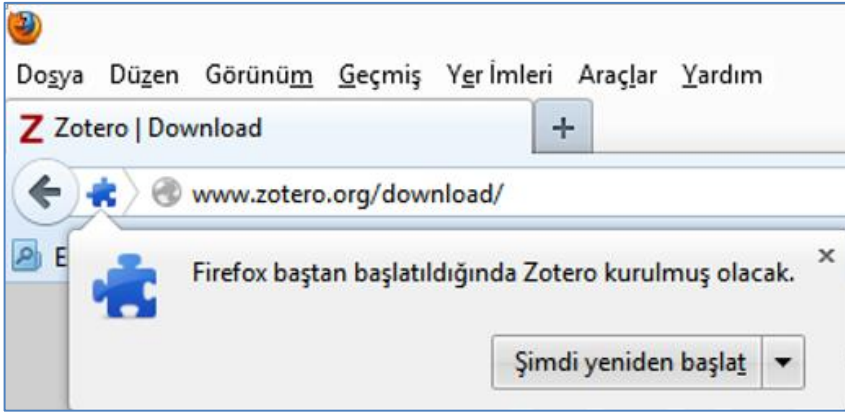 Dosya Düzen Görünüm Geçmiş Yer İmleri Araçlar Yardım
Z Zotero | Download
www.zotero.org/download/
Firefox baştan başlatıldığında Zotero kurulmuş olacak.
Şimdi yeniden başlat